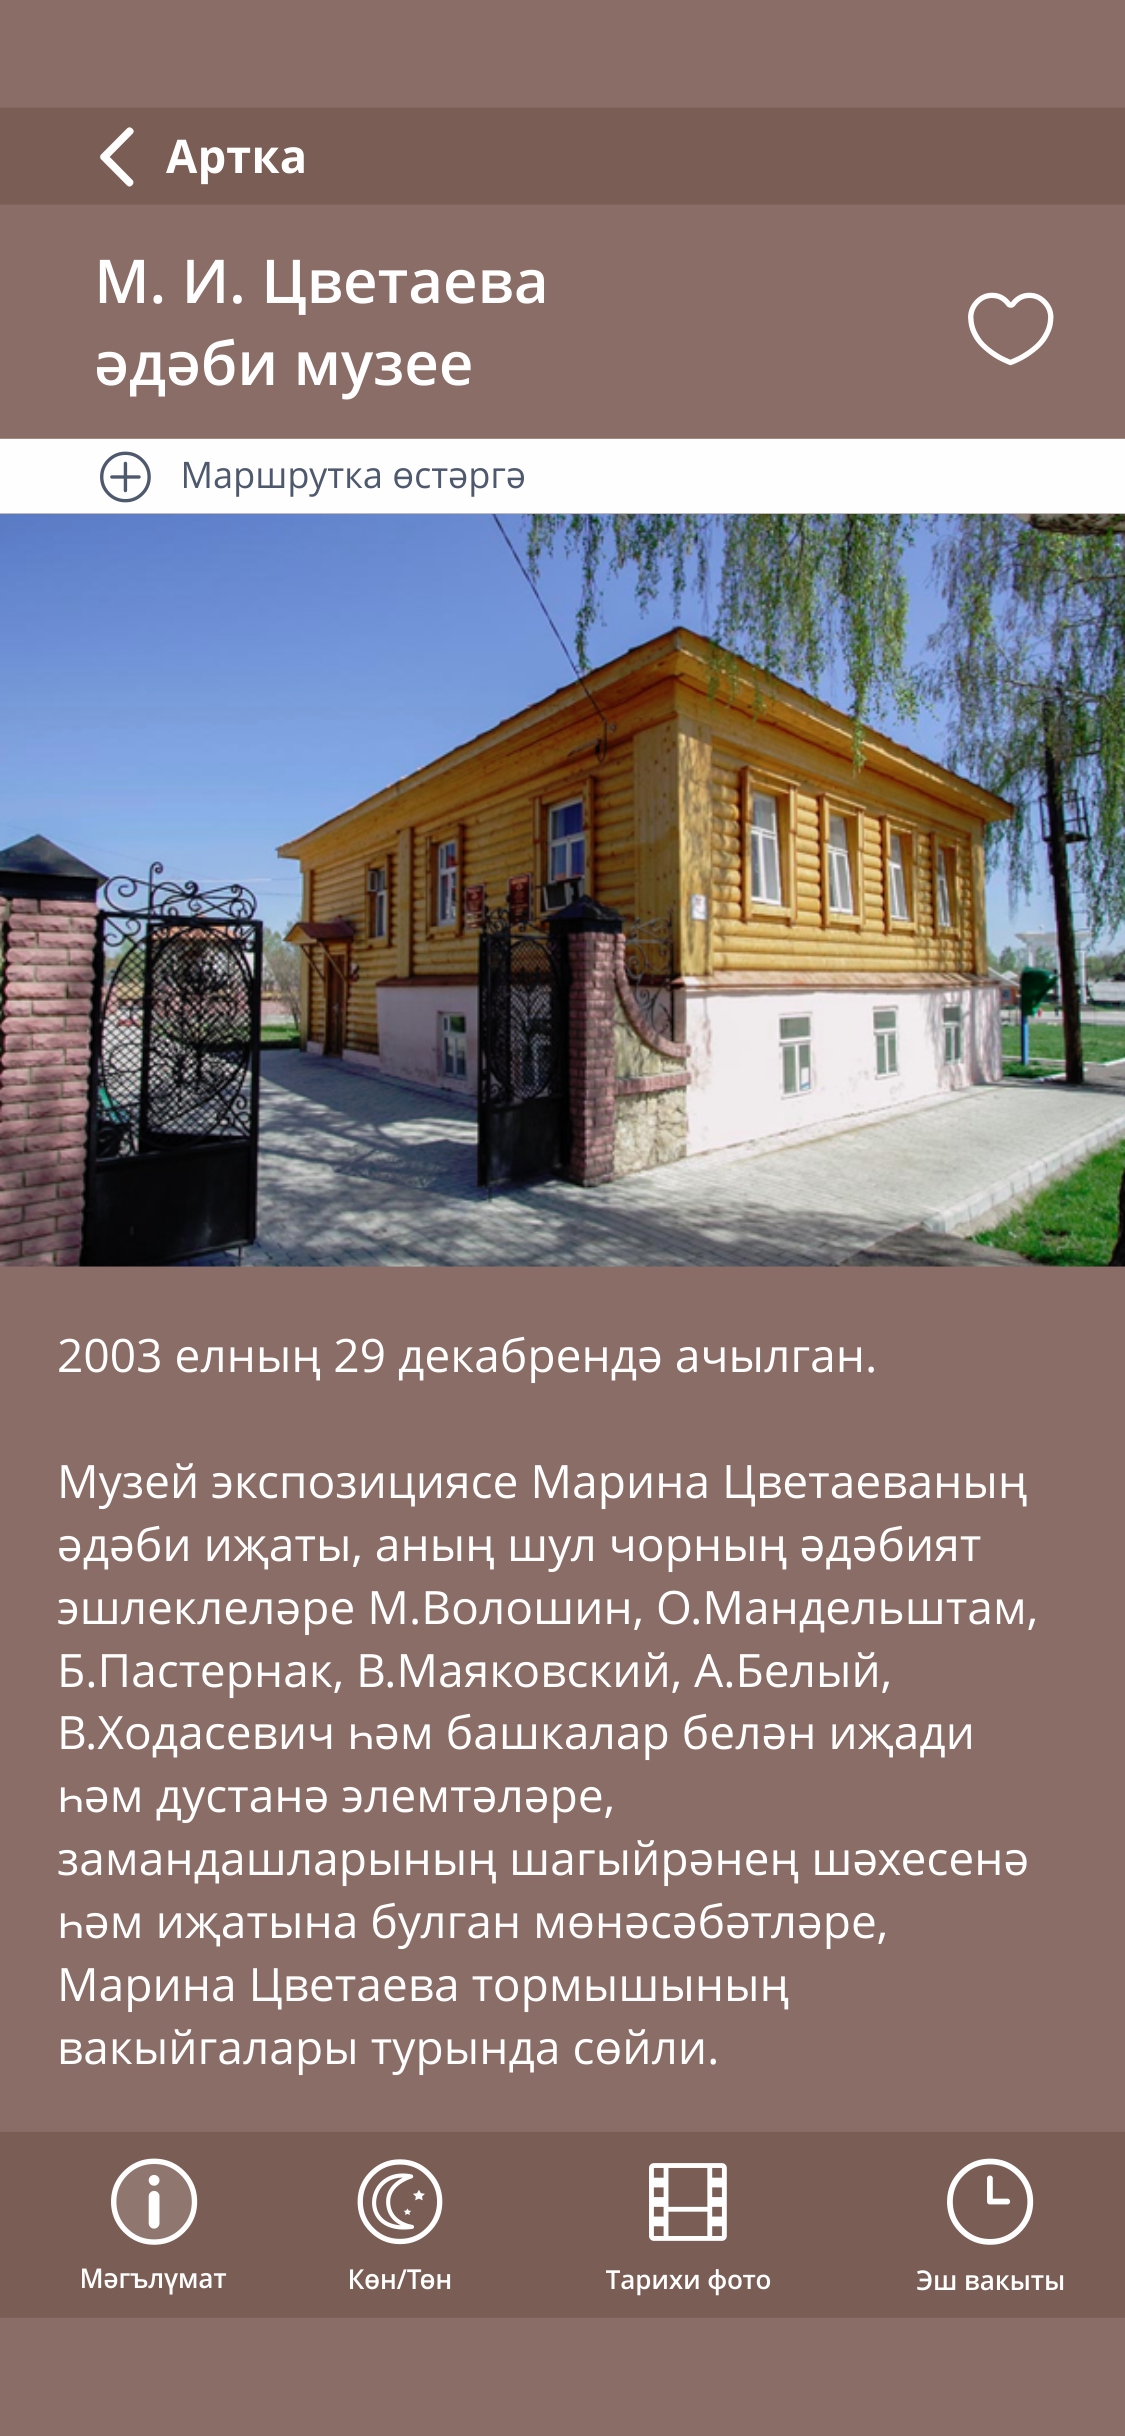 Артка
М. И. Цветаева
әдәби музее
Маршрутка өстәргә
2003 елның 29 декабрендә ачылган.
Музей экспозициясе Марина Цветаеваның
әдәби иҗаты, аның шул чорның әдәбият
эшлеклеләре М.Волошин, О.Мандельштам,
Б.Пастернак, В.Маяковский, А.Белый,
В.Ходасевич һәм башкалар белән иҗади
һәм дустанә элемтәләре,
замандашларының шагыйрәнең шәхесенә
һәм иҗатына булган мөнәсәбәтләре,
Марина Цветаева тормышының
вакыйгалары турында сөйли.
Мәгълүмат
Көн/Төн
Тарихи фото
Эш вакыты